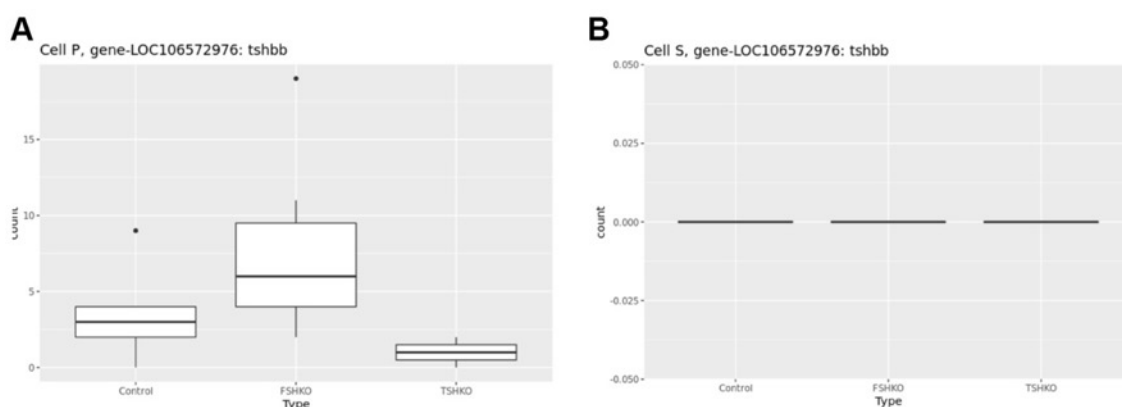 A
Cell P, gene-LOC106572976: tshbb
15
10
5
0
count
Control
FSHKO
TSHKO
Type
B
Cell S, gene-LOC106572976: tshbb
0.050
0.025
0.000
-0.025
-0.050
count
Control
FSHKO
TSHKO
Type